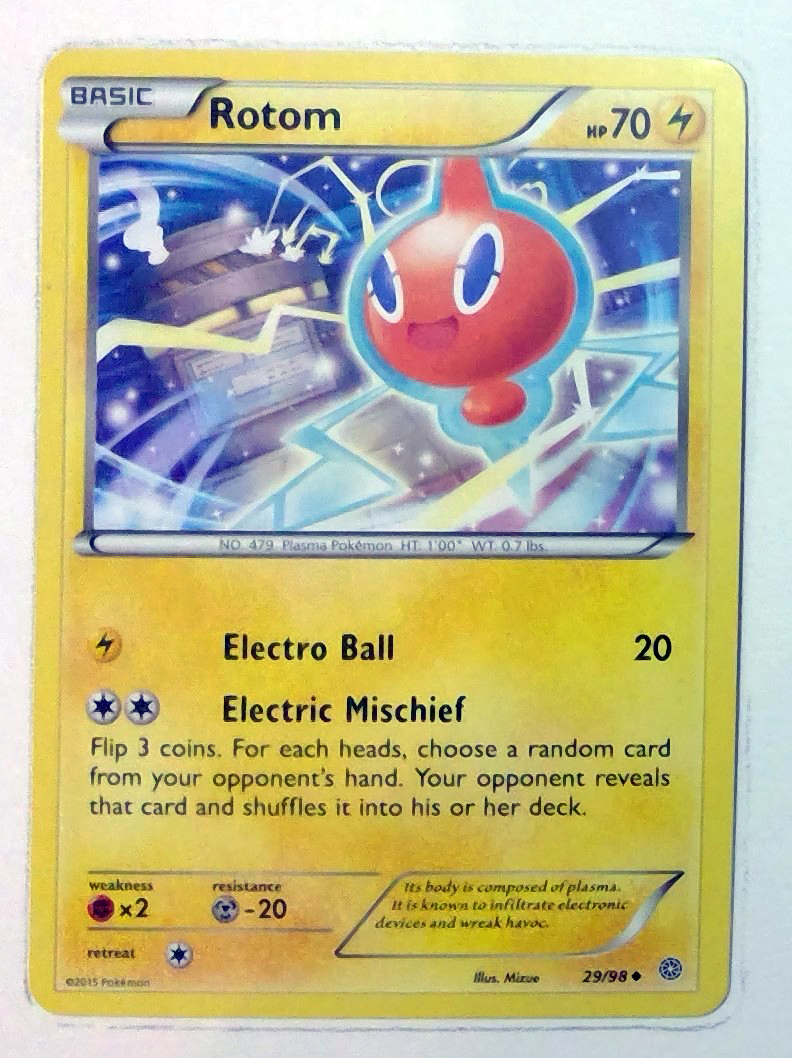 BASIC
Rotom
HP 70
NO. 479 Plasma Pokémon HT. 1'00" WT. 0.7 lbs.
Electro Ball 20
Electric Mischief
Flip 3 coins. For each heads, choose a random card
from your opponent's hand. Your opponent reveals
that card and shuffles it into his or her deck.
weakness resistance
×2 -20
retreat
Its body is composed of plasma.
It is known to infiltrate electronic
devices and wreak havoc.
©2015 Pokémon Illus. Mizue 29/98